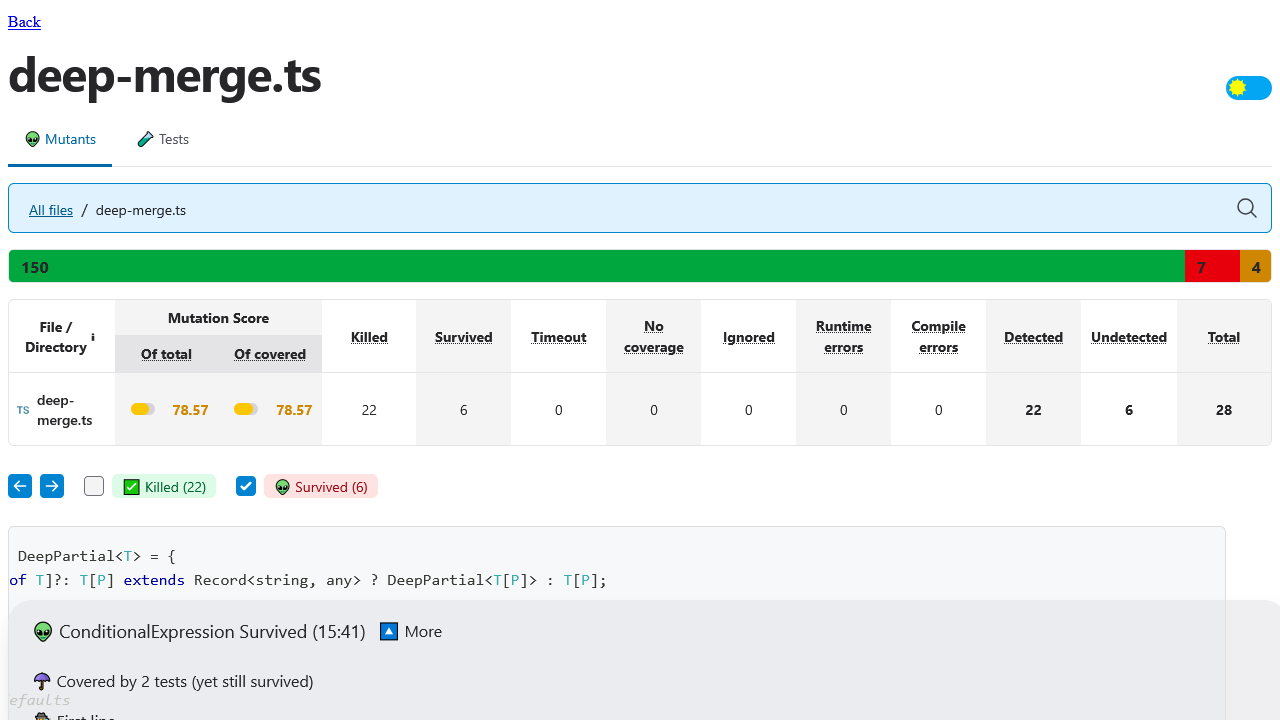 Back
deep-merge.ts
Mutants Tests
All files / deep-merge.ts
150 7 4
File / Directory i Mutation Score Killed Survived Timeout No coverage Ignored Runtime errors Compile errors Detected Undetected Total
Of total Of covered
TS deep-merge.ts 78.57 78.57 22 6 0 0 0 0 0 22 6 28
Killed (22) Survived (6)
DeepPartial<T> = {
of T]?: T[P] extends Record<string, any> ? DeepPartial<T[P]> : T[P];
ConditionalExpression Survived (15:41) More
Covered by 2 tests (yet still survived)
efaults
First line